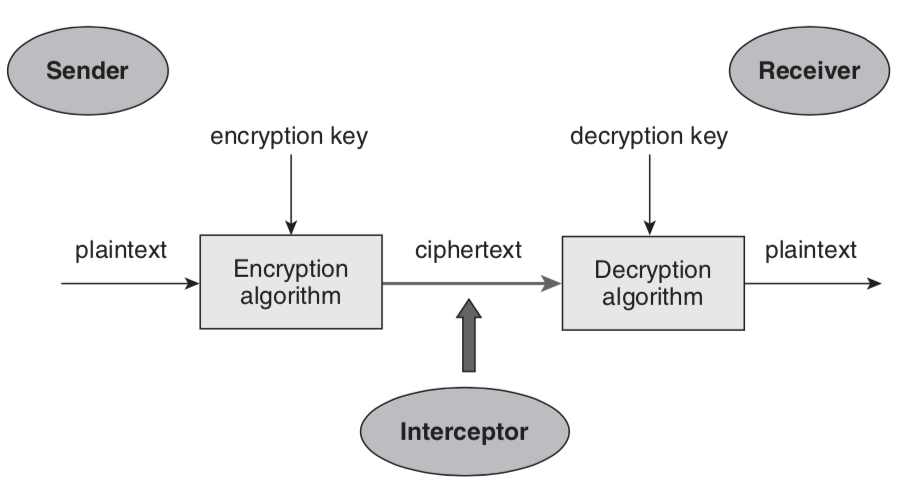 Sender
Receiver
encryption key
decryption key
plaintext
ciphertext
plaintext
Encryption
algorithm
Decryption
algorithm
Interceptor